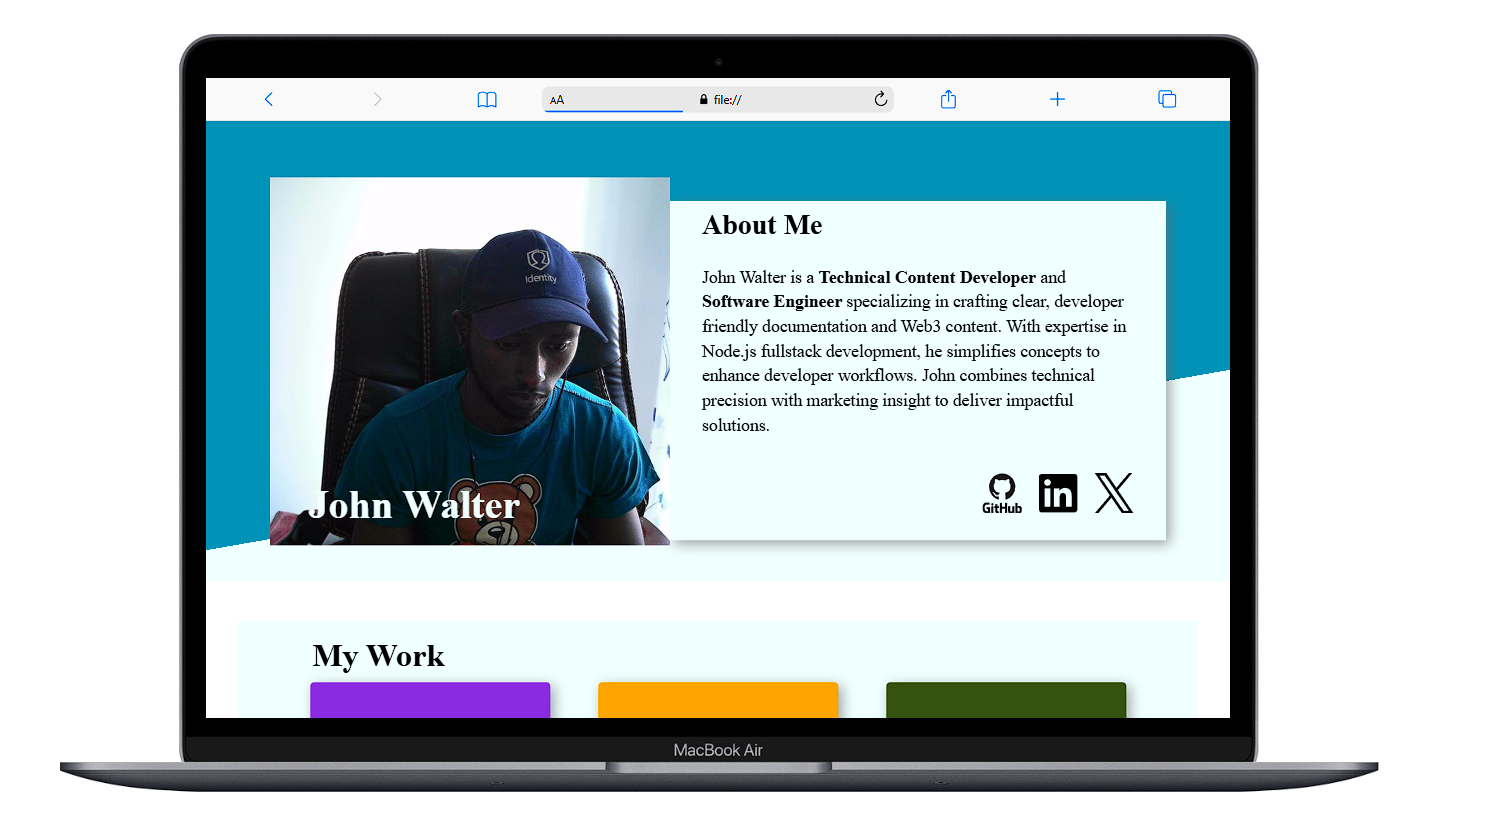 AA
file://
Identity
About Me
John Walter is a Technical Content Developer and
Software Engineer specializing in crafting clear, developer
friendly documentation and Web3 content. With expertise in
Node.js fullstack development, he simplifies concepts to
enhance developer workflows. John combines technical
precision with marketing insight to deliver impactful
solutions.
John Walter
GitHub
in
X
My Work
MacBook Air